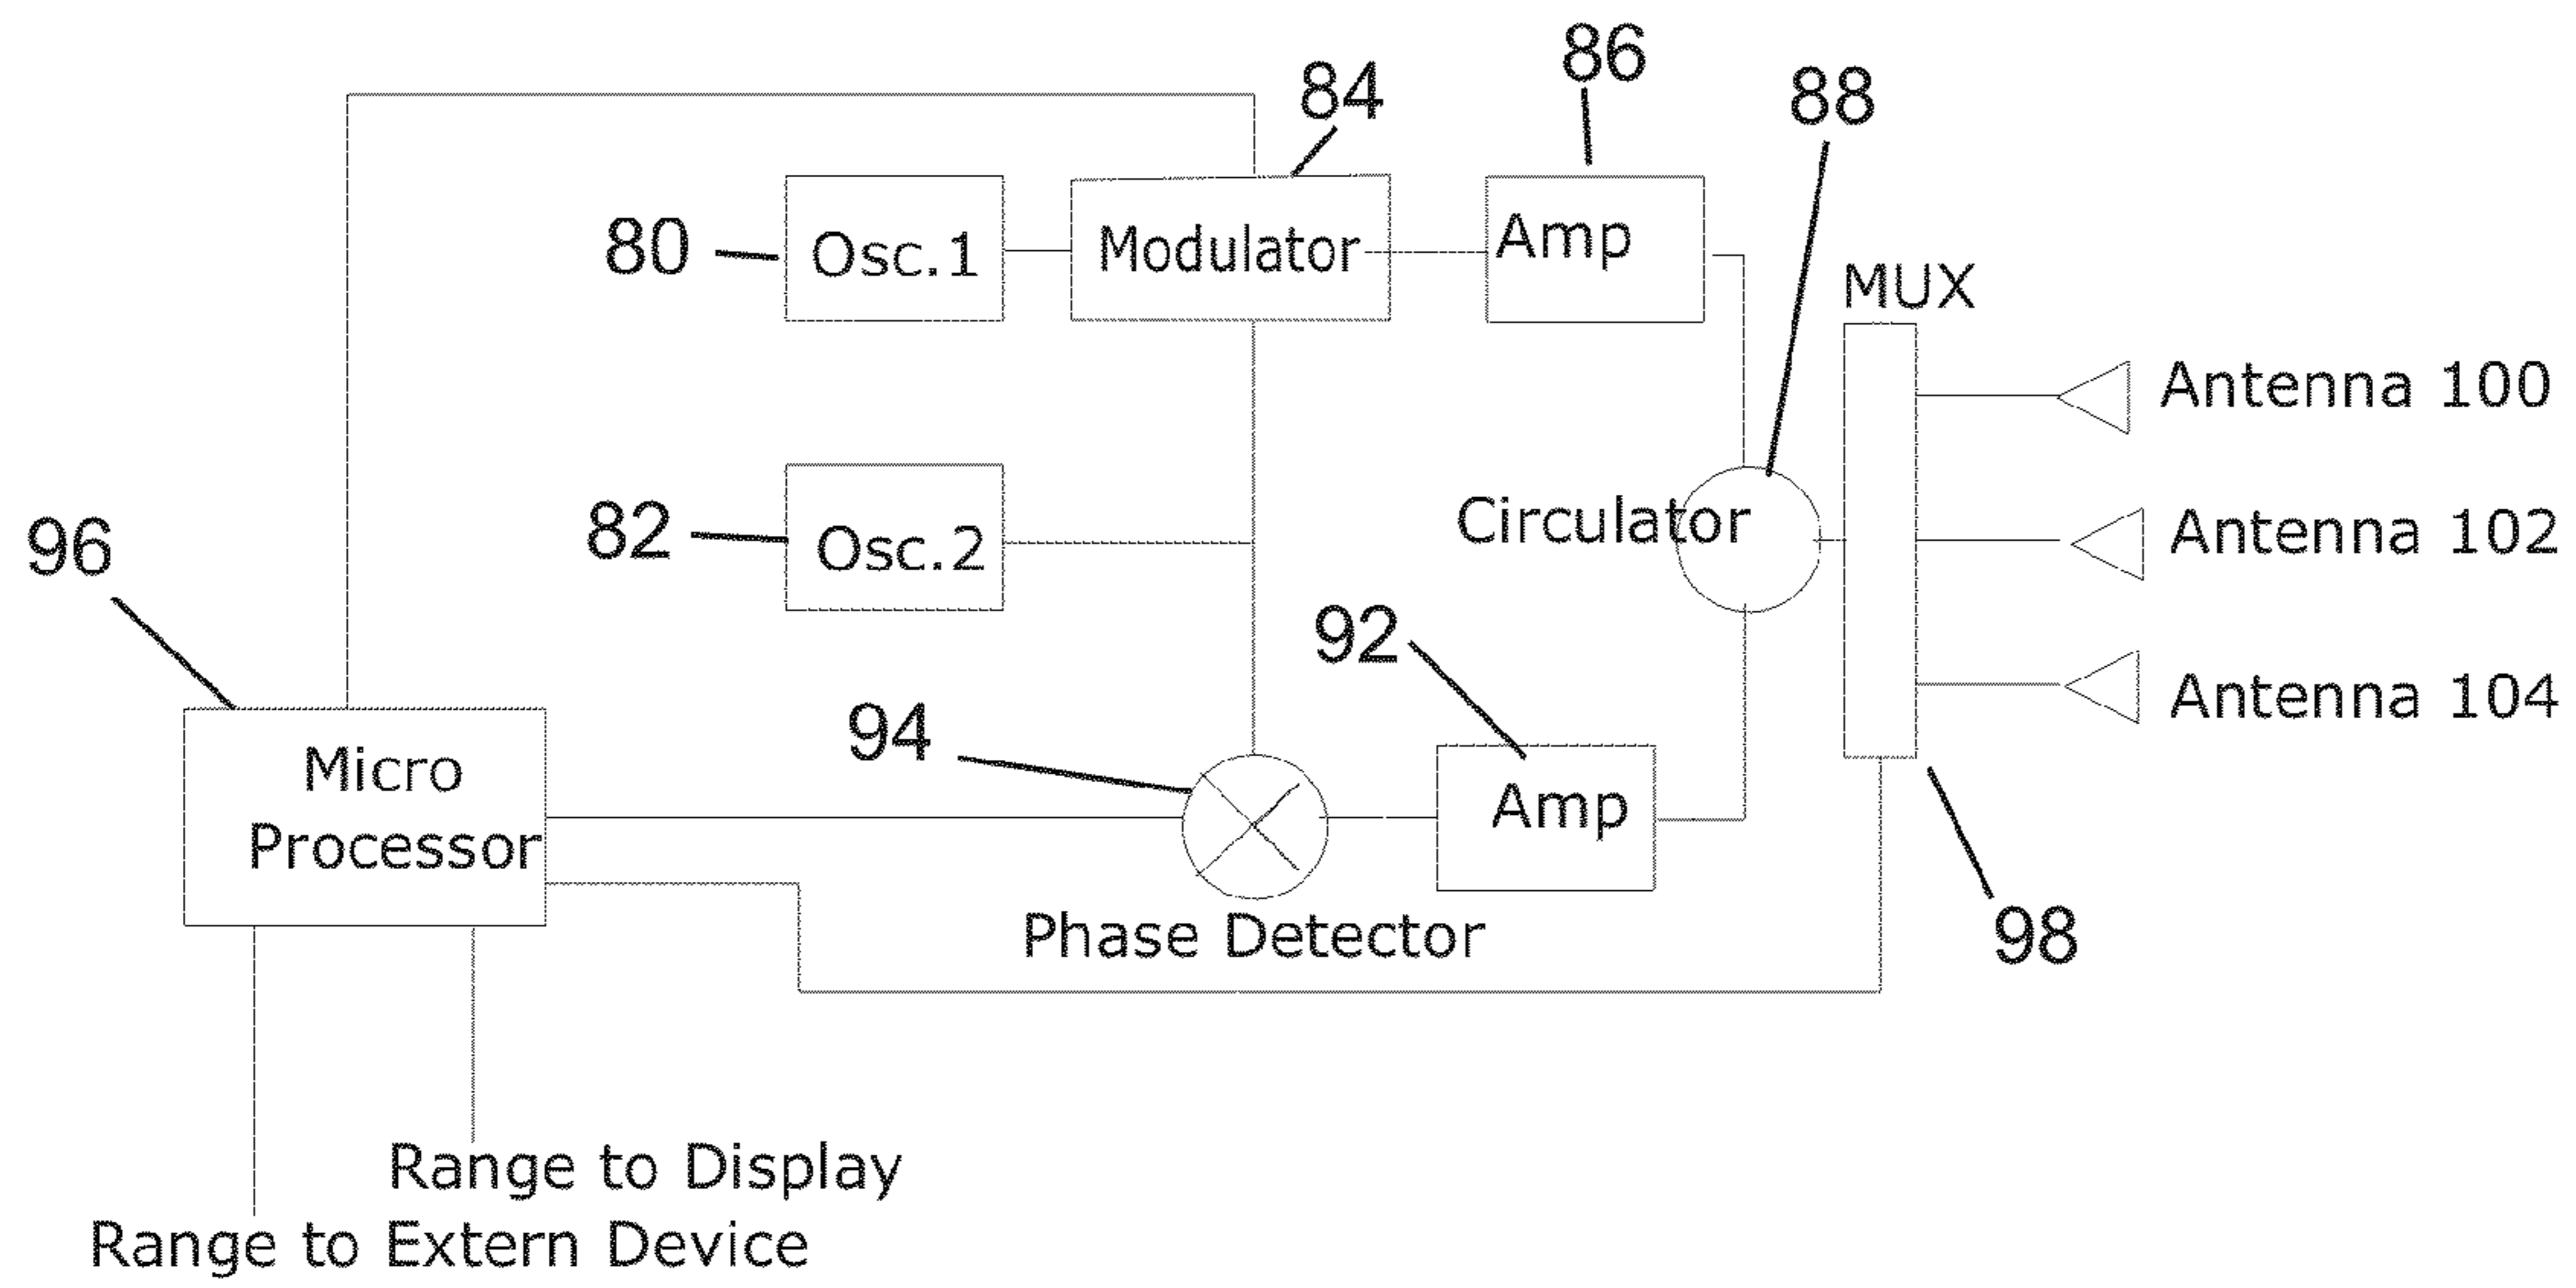 86
84
88
80
Osc.1
Modulator
Amp
MUX
Antenna 100
96
82
Osc.2
Circulator
Antenna 102
92
Antenna 104
94
Micro
Processor
Amp
Phase Detector
98
Range to Display
Range to Extern Device